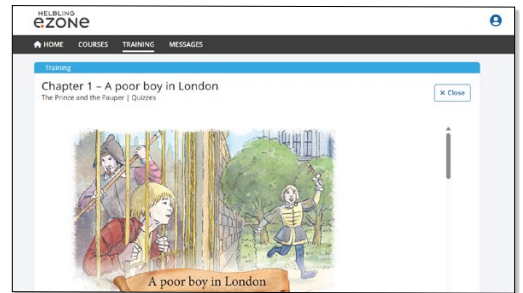 HELBLING
ezone
HOME COURSES TRAINING MESSAGES
Training
Chapter 1 – A poor boy in London
The Prince and the Pauper | Quizzes
× Close
A poor boy in London